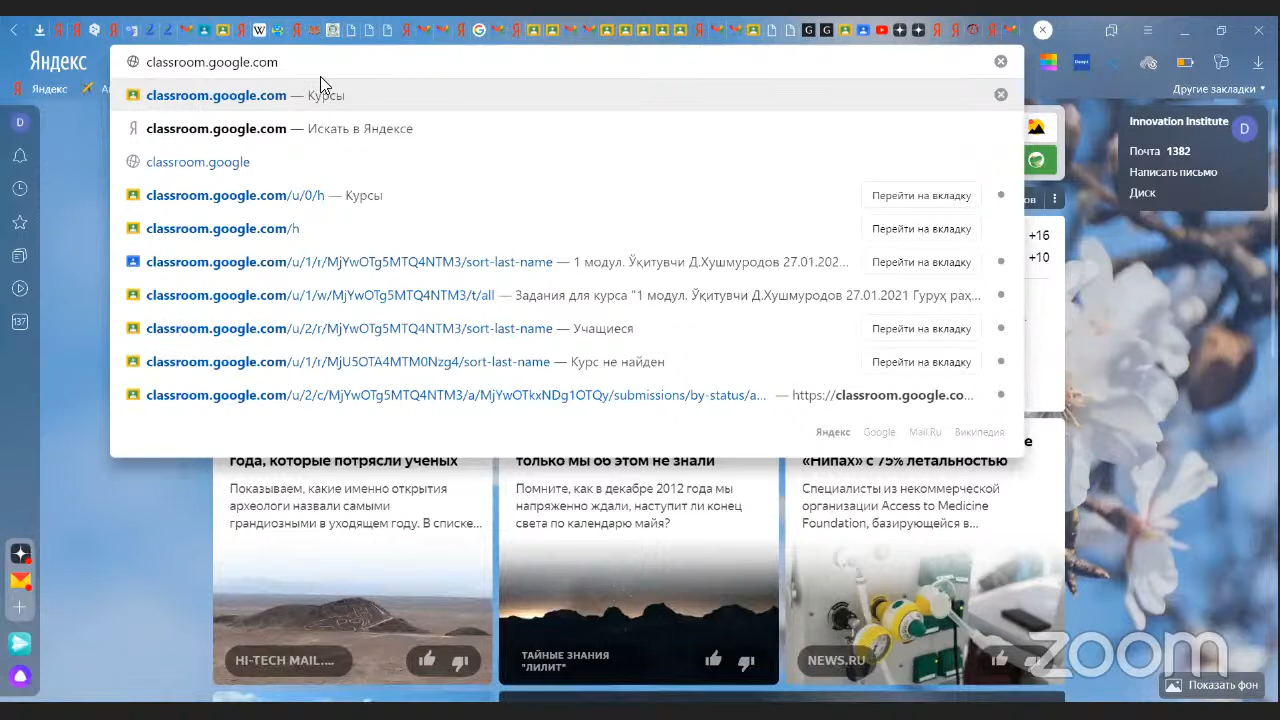 Яндекс
classroom.google.com
Яндекс
classroom.google.com — Курсы
classroom.google.com — Искать в Яндексе
classroom.google
classroom.google.com/u/0/h — Курсы
Перейти на вкладку
classroom.google.com/h
Перейти на вкладку
classroom.google.com/u/1/r/MjYwOTg5MTQ4NTM3/sort-last-name — 1 модул. Ўқитувчи Д.Хушмуродов 27.01.202...
Перейти на вкладку
classroom.google.com/u/1/w/MjYwOTg5MTQ4NTM3/t/all — Задания для курса "1 модул. Ўқитувчи Д.Хушмуродов 27.01.2021 Гуруҳ рах...
classroom.google.com/u/2/r/MjYwOTg5MTQ4NTM3/sort-last-name — Учащиеся
Перейти на вкладку
classroom.google.com/u/1/r/MjU5OTA4MTM0Nzg4/sort-last-name — Курс не найден
Перейти на вкладку
classroom.google.com/u/2/c/MjYwOTg5MTQ4NTM3/a/MjYwOTkxNDg1OTQy/submissions/by-status/a... — https://classroom.google.co...
Яндекс Google Mail.Ru Википедия
Другие закладки
Innovation Institute
D
Почта 1382
Написать письмо
Диск
ов
+16
+10
D
137
года, которые потрясли ученых
Показываем, какие именно открытия
археологи назвали самыми
грандиозными в уходящем году. В списке...
HI-TECH MAIL....
только мы об этом не знали
Помните, как в декабре 2012 года мы
напряженно ждали, наступит ли конец
света по календарю майя?
ТАЙНЫЕ ЗНАНИЯ
"ЛИЛИТ"
е
«Нипах» с 75% летальностью
Специалисты из некоммерческой
организации Access to Medicine
Foundation, базирующейся в...
NEWS.RU
zoom
Показать фон